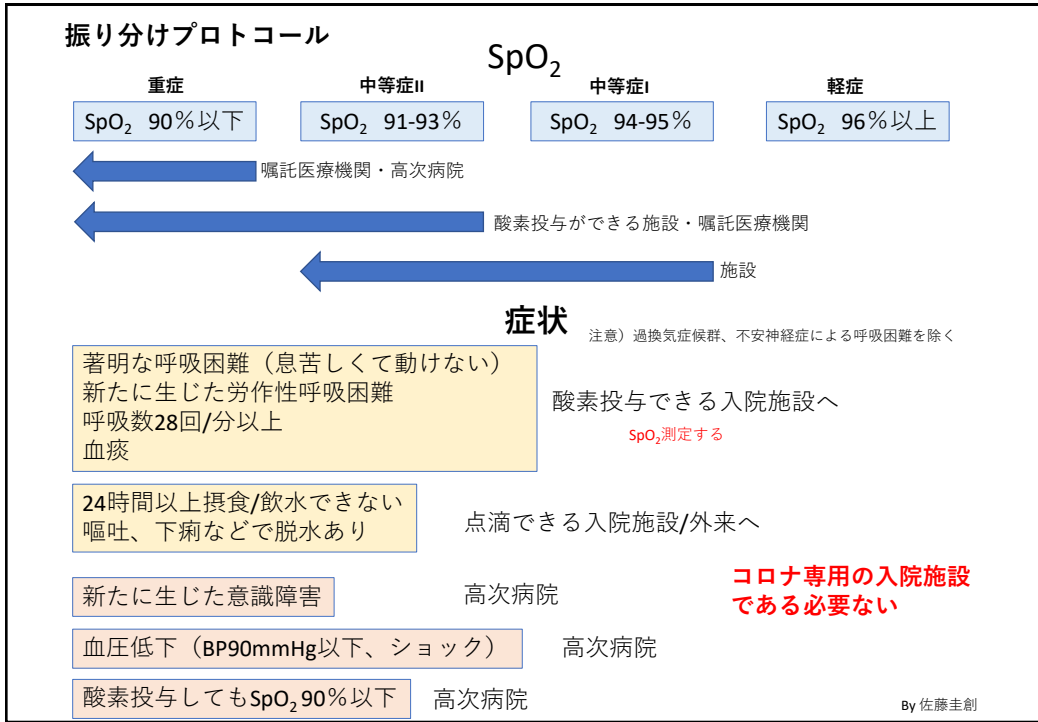 振り分けプロトコール
SpO₂
重症
中等症II
中等症I
軽症
SpO₂ 90％以下
SpO₂ 91-93％
SpO₂ 94-95％
SpO₂ 96％以上
嘱託医療機関・高次病院
酸素投与ができる施設・嘱託医療機関
施設
症状
注意）過換気症候群、不安神経症による呼吸困難を除く
著明な呼吸困難（息苦しくて動けない）
新たに生じた労作性呼吸困難
呼吸数28回/分以上
血痰
酸素投与できる入院施設へ
SpO₂測定する
24時間以上摂食/飲水できない
嘔吐、下痢などで脱水あり
点滴できる入院施設/外来へ
コロナ専用の入院施設
である必要ない
新たに生じた意識障害
高次病院
血圧低下（BP90mmHg以下、ショック）
高次病院
酸素投与してもSpO₂ 90％以下
高次病院
By 佐藤圭創